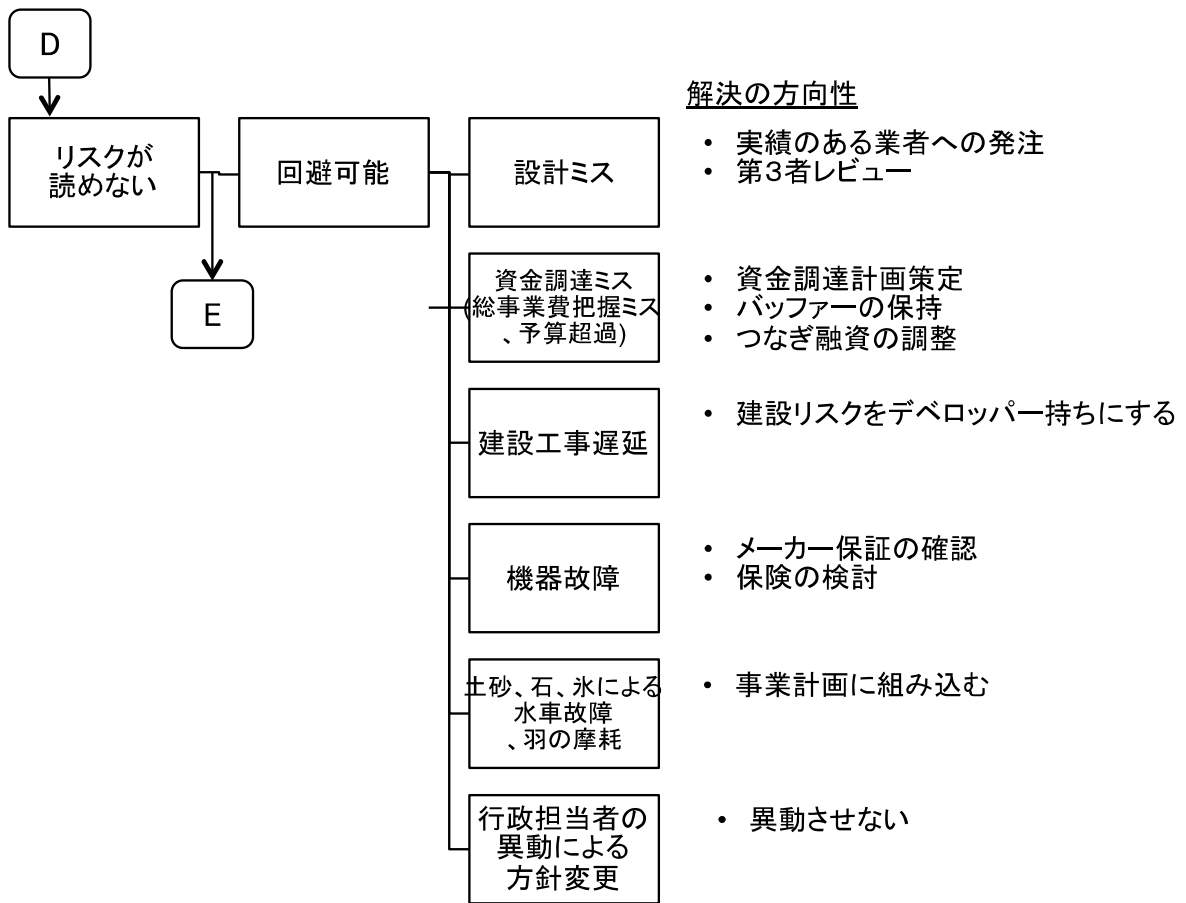 D
リスクが
読めない
E
回避可能
解決の方向性
設計ミス
• 実績のある業者への発注
• 第3者レビュー
資金調達ミス
(総事業費把握ミス
、予算超過)
• 資金調達計画策定
• バッファーの保持
• つなぎ融資の調整
建設工事遅延
• 建設リスクをデベロッパー持ちにする
機器故障
• メーカー保証の確認
• 保険の検討
土砂、石、氷による
水車故障
、羽の摩耗
• 事業計画に組み込む
行政担当者の
異動による
方針変更
• 異動させない